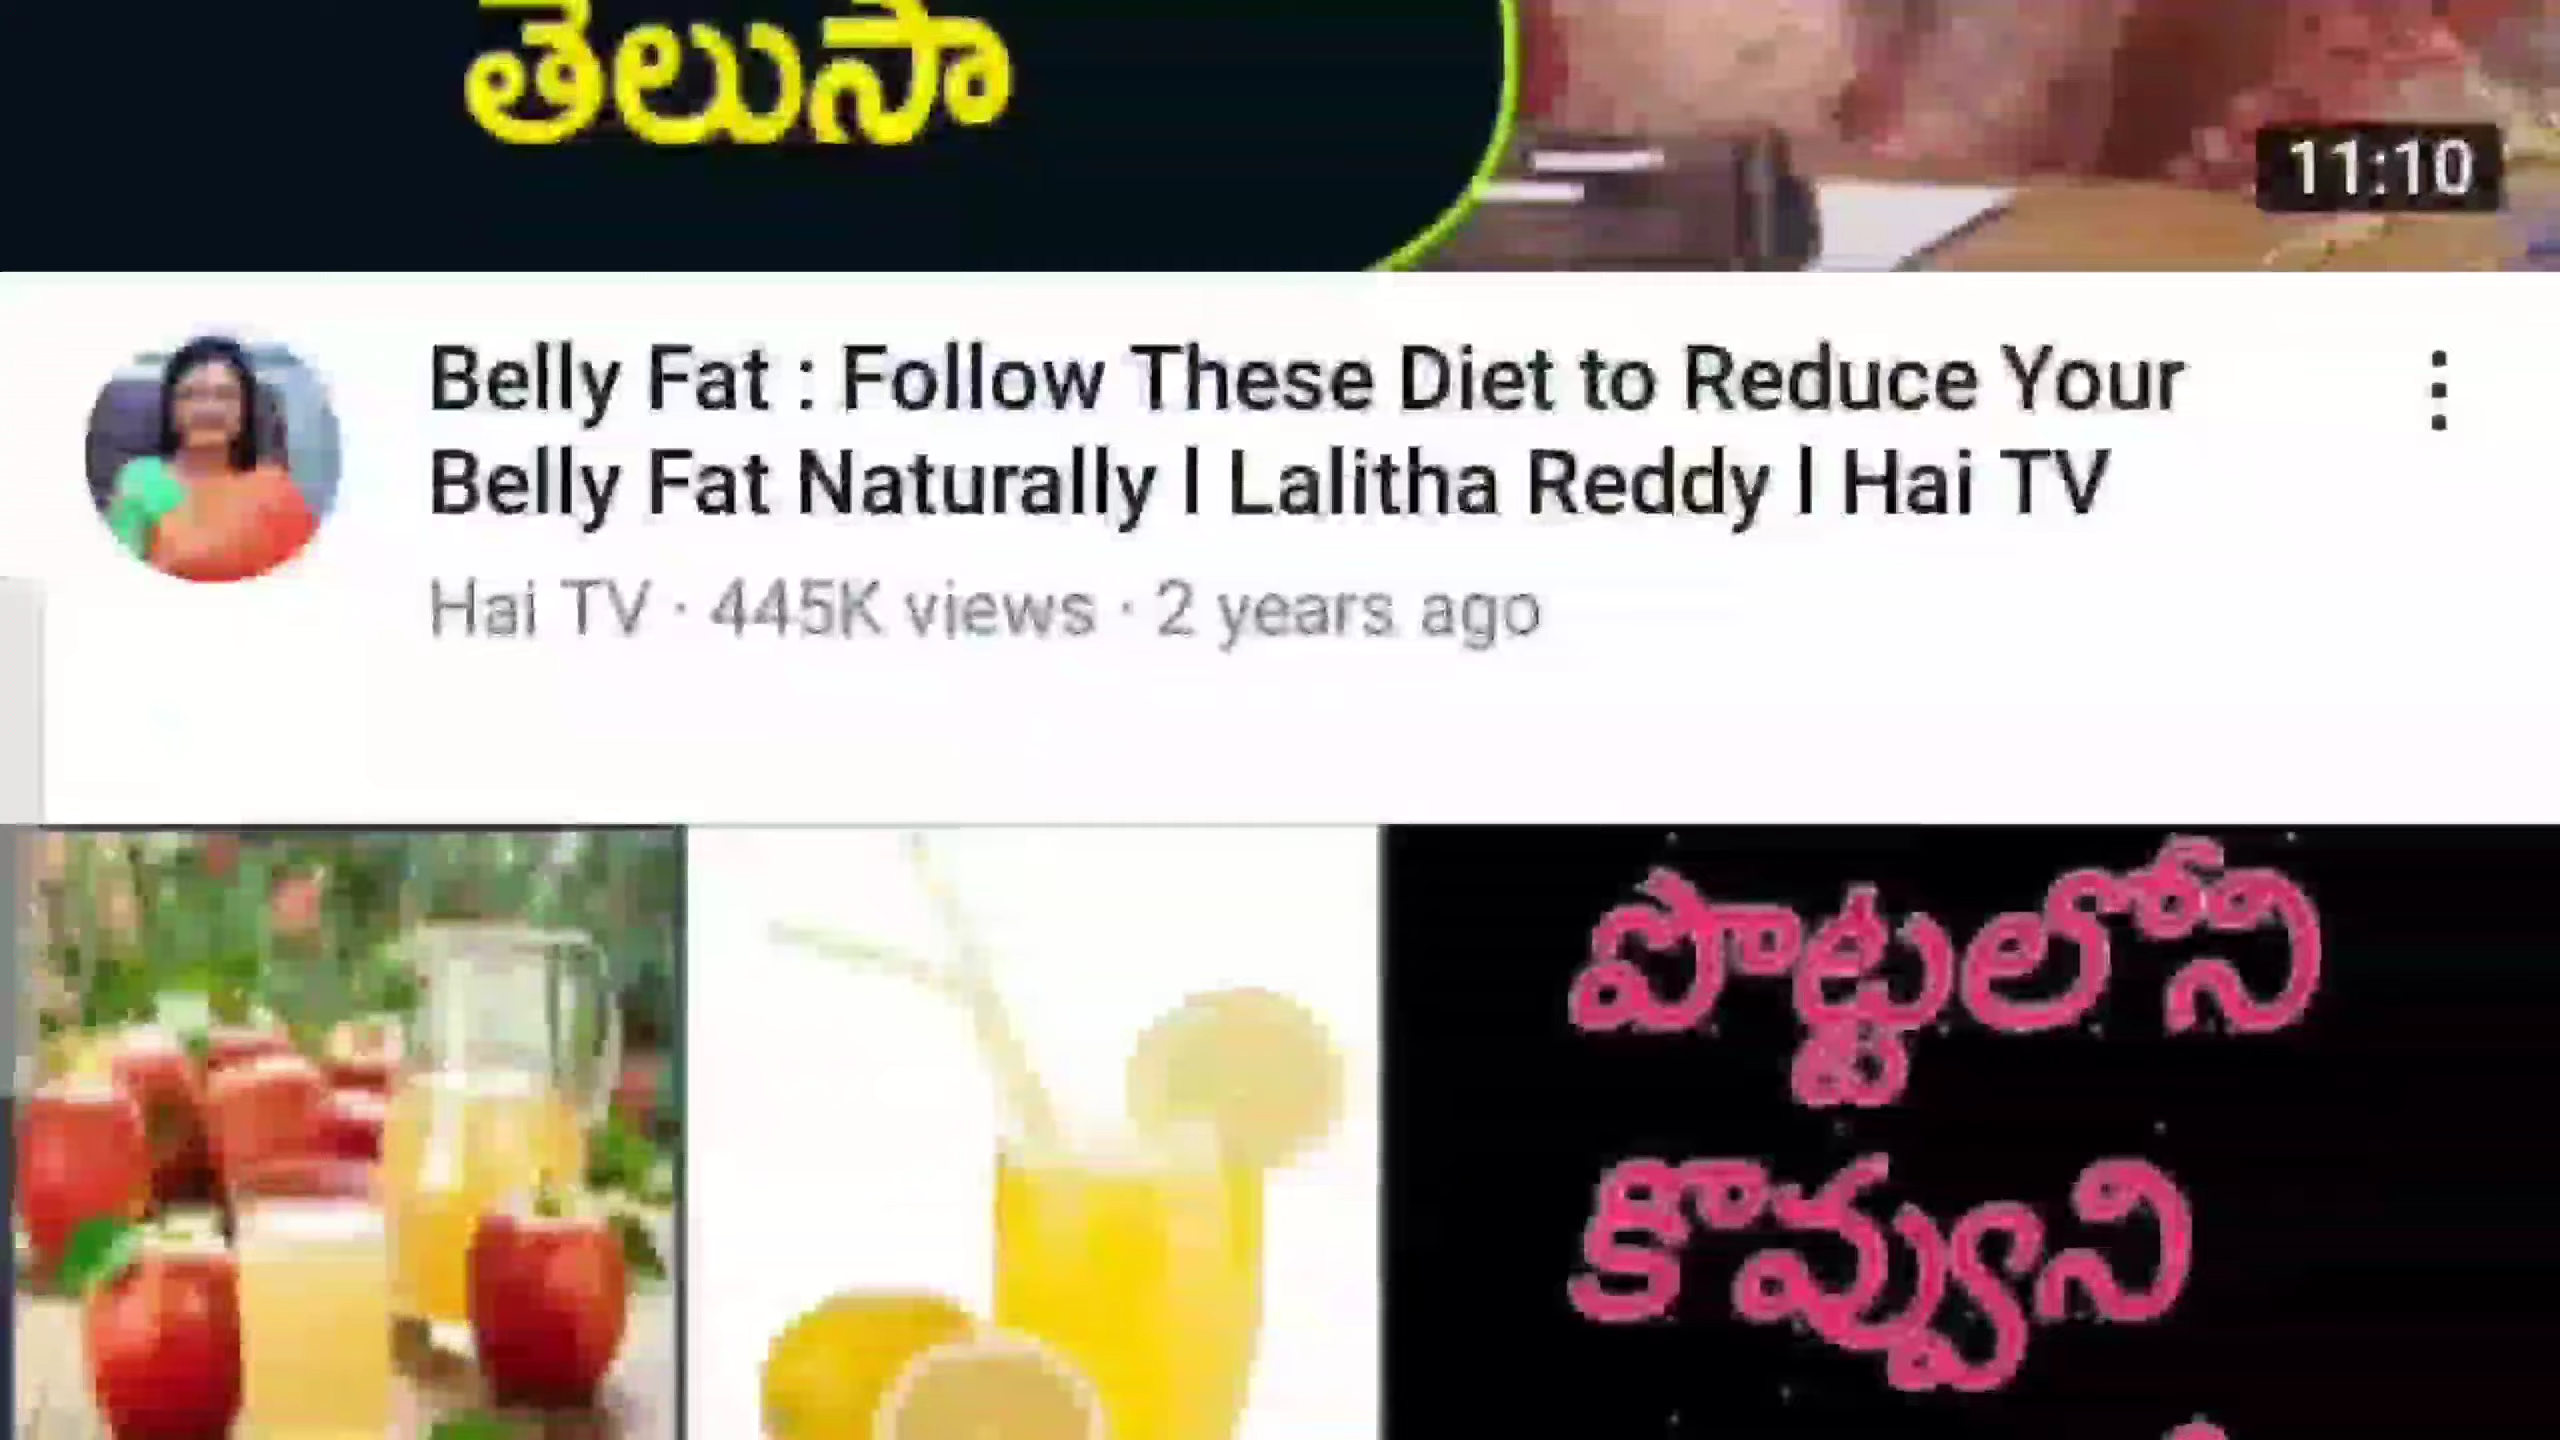 తెలుసా
11:10
Belly Fat : Follow These Diet to Reduce Your
Belly Fat Naturally l Lalitha Reddy l Hai TV
Hai TV · 445K views · 2 years ago
పొట్టలోని
కొవ్వుని